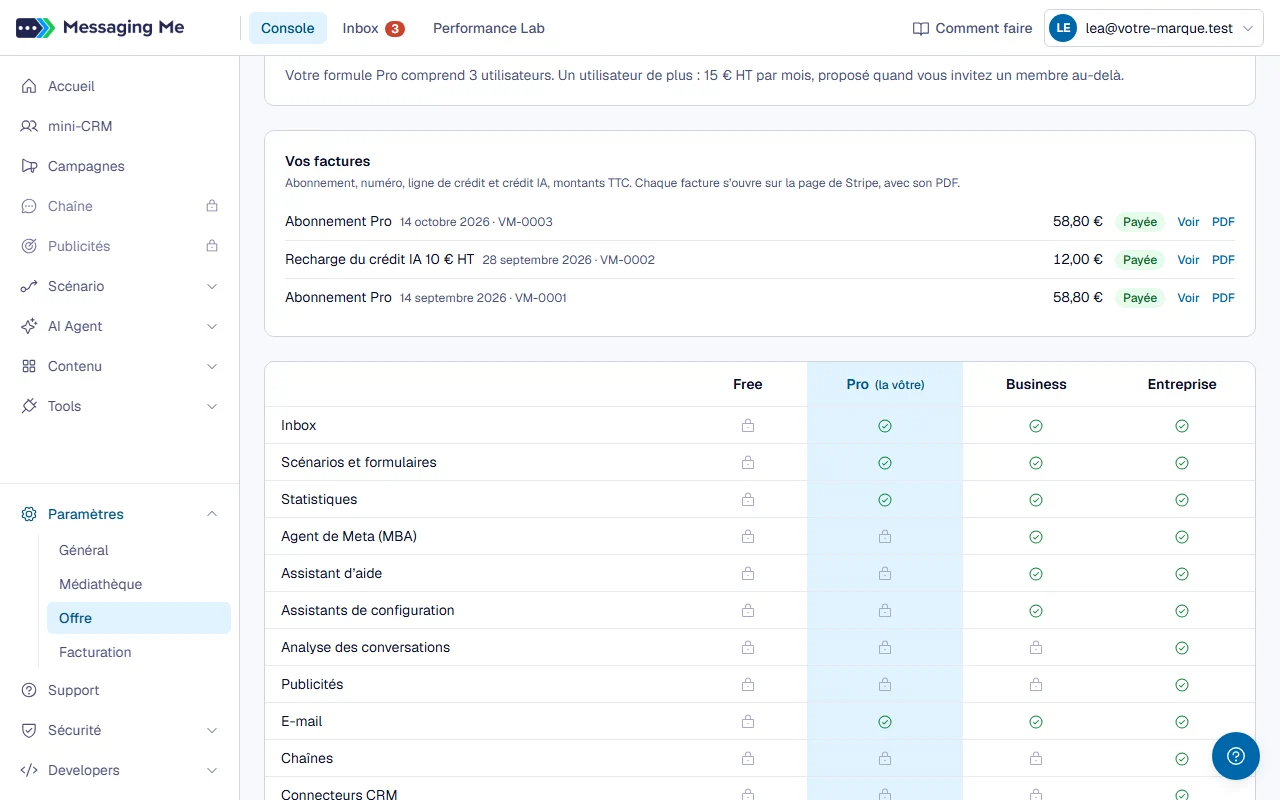 Messaging Me
Console
Inbox 3
Performance Lab
Comment faire
LE lea@votre-marque.test
Accueil
mini-CRM
Campagnes
Chaîne
Publicités
Scénario
AI Agent
Contenu
Tools
Paramètres
Général
Médiathèque
Offre
Facturation
Support
Sécurité
Developers
Votre formule Pro comprend 3 utilisateurs. Un utilisateur de plus : 15 € HT par mois, proposé quand vous invitez un membre au-delà.
Vos factures
Abonnement, numéro, ligne de crédit et crédit IA, montants TTC. Chaque facture s'ouvre sur la page de Stripe, avec son PDF.
Abonnement Pro 14 octobre 2026 · VM-0003 58,80 € Payée Voir PDF
Recharge du crédit IA 10 € HT 28 septembre 2026 · VM-0002 12,00 € Payée Voir PDF
Abonnement Pro 14 septembre 2026 · VM-0001 58,80 € Payée Voir PDF
Free Pro (la vôtre) Business Entreprise
Inbox
Scénarios et formulaires
Statistiques
Agent de Meta (MBA)
Assistant d'aide
Assistants de configuration
Analyse des conversations
Publicités
E-mail
Chaînes
Connecteurs CRM